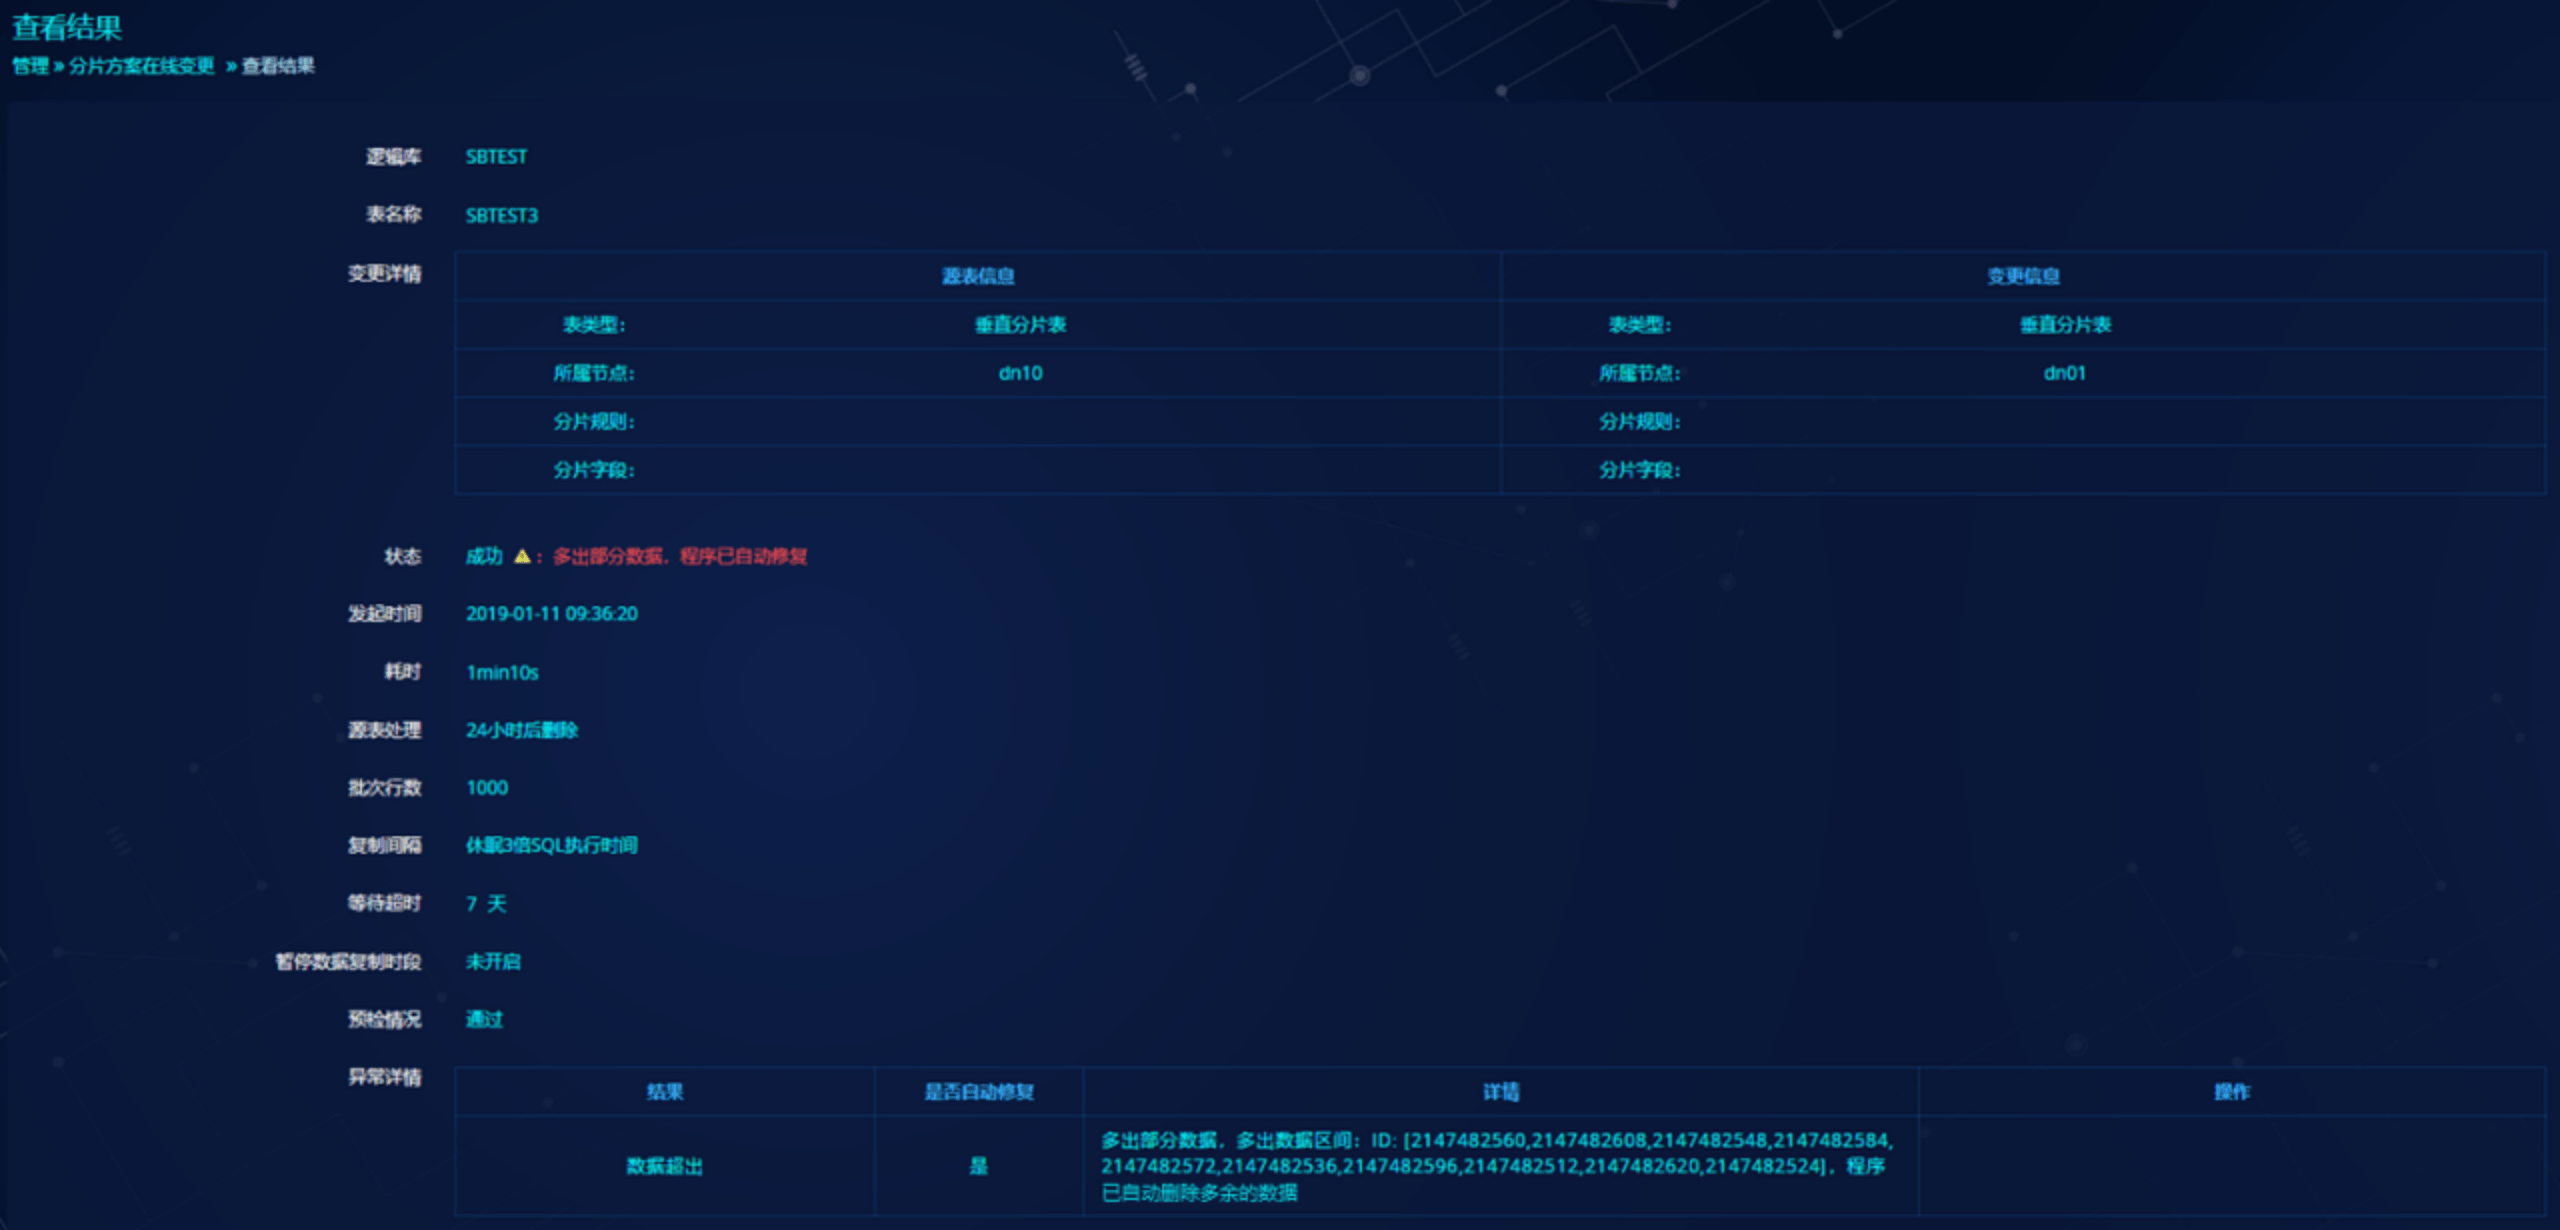 查看结果
管理 » 分片方案在线变更 » 查看结果
逻辑库 SBTEST
表名称 SBTEST3
变更详情 源表信息 变更信息
表类型： 垂直分片表 表类型： 垂直分片表
所属节点： dn10 所属节点： dn01
分片规则： 分片规则：
分片字段： 分片字段：
状态 成功 ：多出部分数据，程序已自动修复
发起时间 2019-01-11 09:36:20
耗时 1min10s
源表处理 24小时后删除
批次行数 1000
复制间隔 休眠3倍SQL执行时间
等待超时 7 天
暂停数据复制时段 未开启
预检情况 通过
异常详情 结果 是否自动修复 详情 操作
数据超出 是 多出部分数据，多出数据区间：ID: [2147482560,2147482608,2147482548,2147482584,
2147482572,2147482536,2147482596,2147482512,2147482620,2147482524]，程序
已自动删除多余的数据